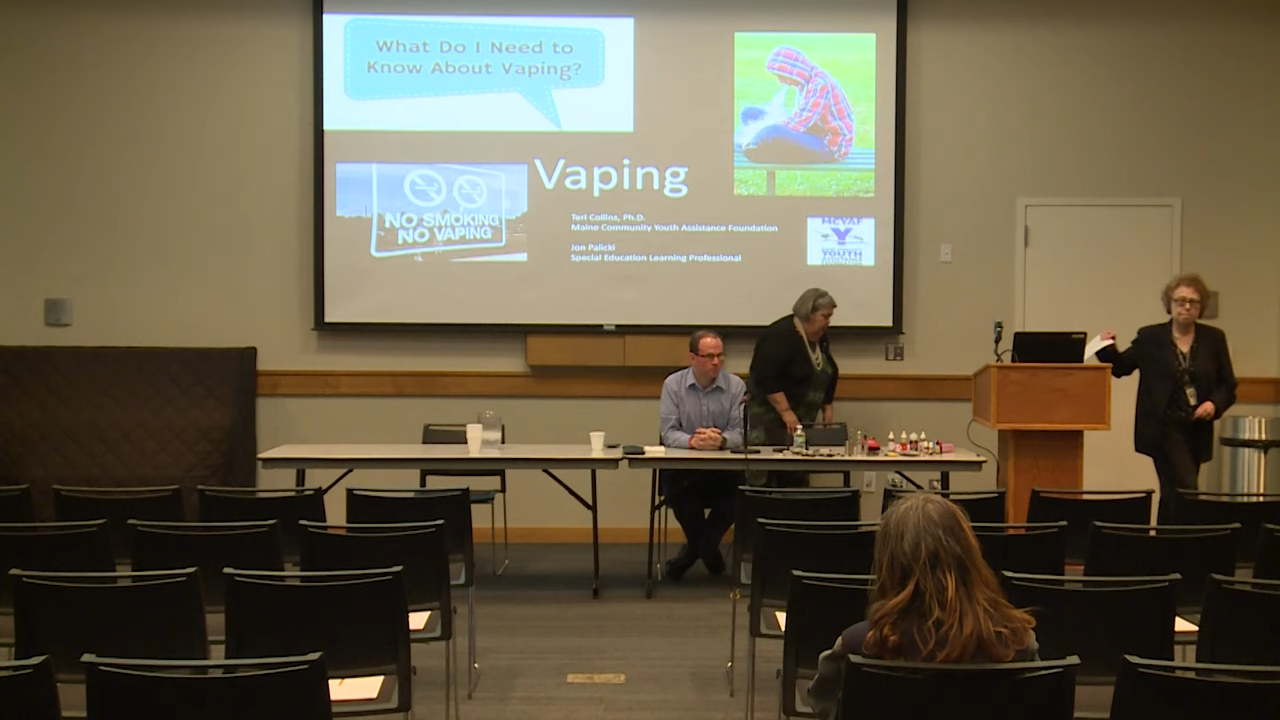 What Do I Need to
Know About Vaping?
Vaping
NO SMOKING
NO VAPING
Teri Collins, Ph.D.
Maine Community Youth Assistance Foundation
Jon Palicki
Special Education Learning Professional
MCYAF
Y
YOUTH